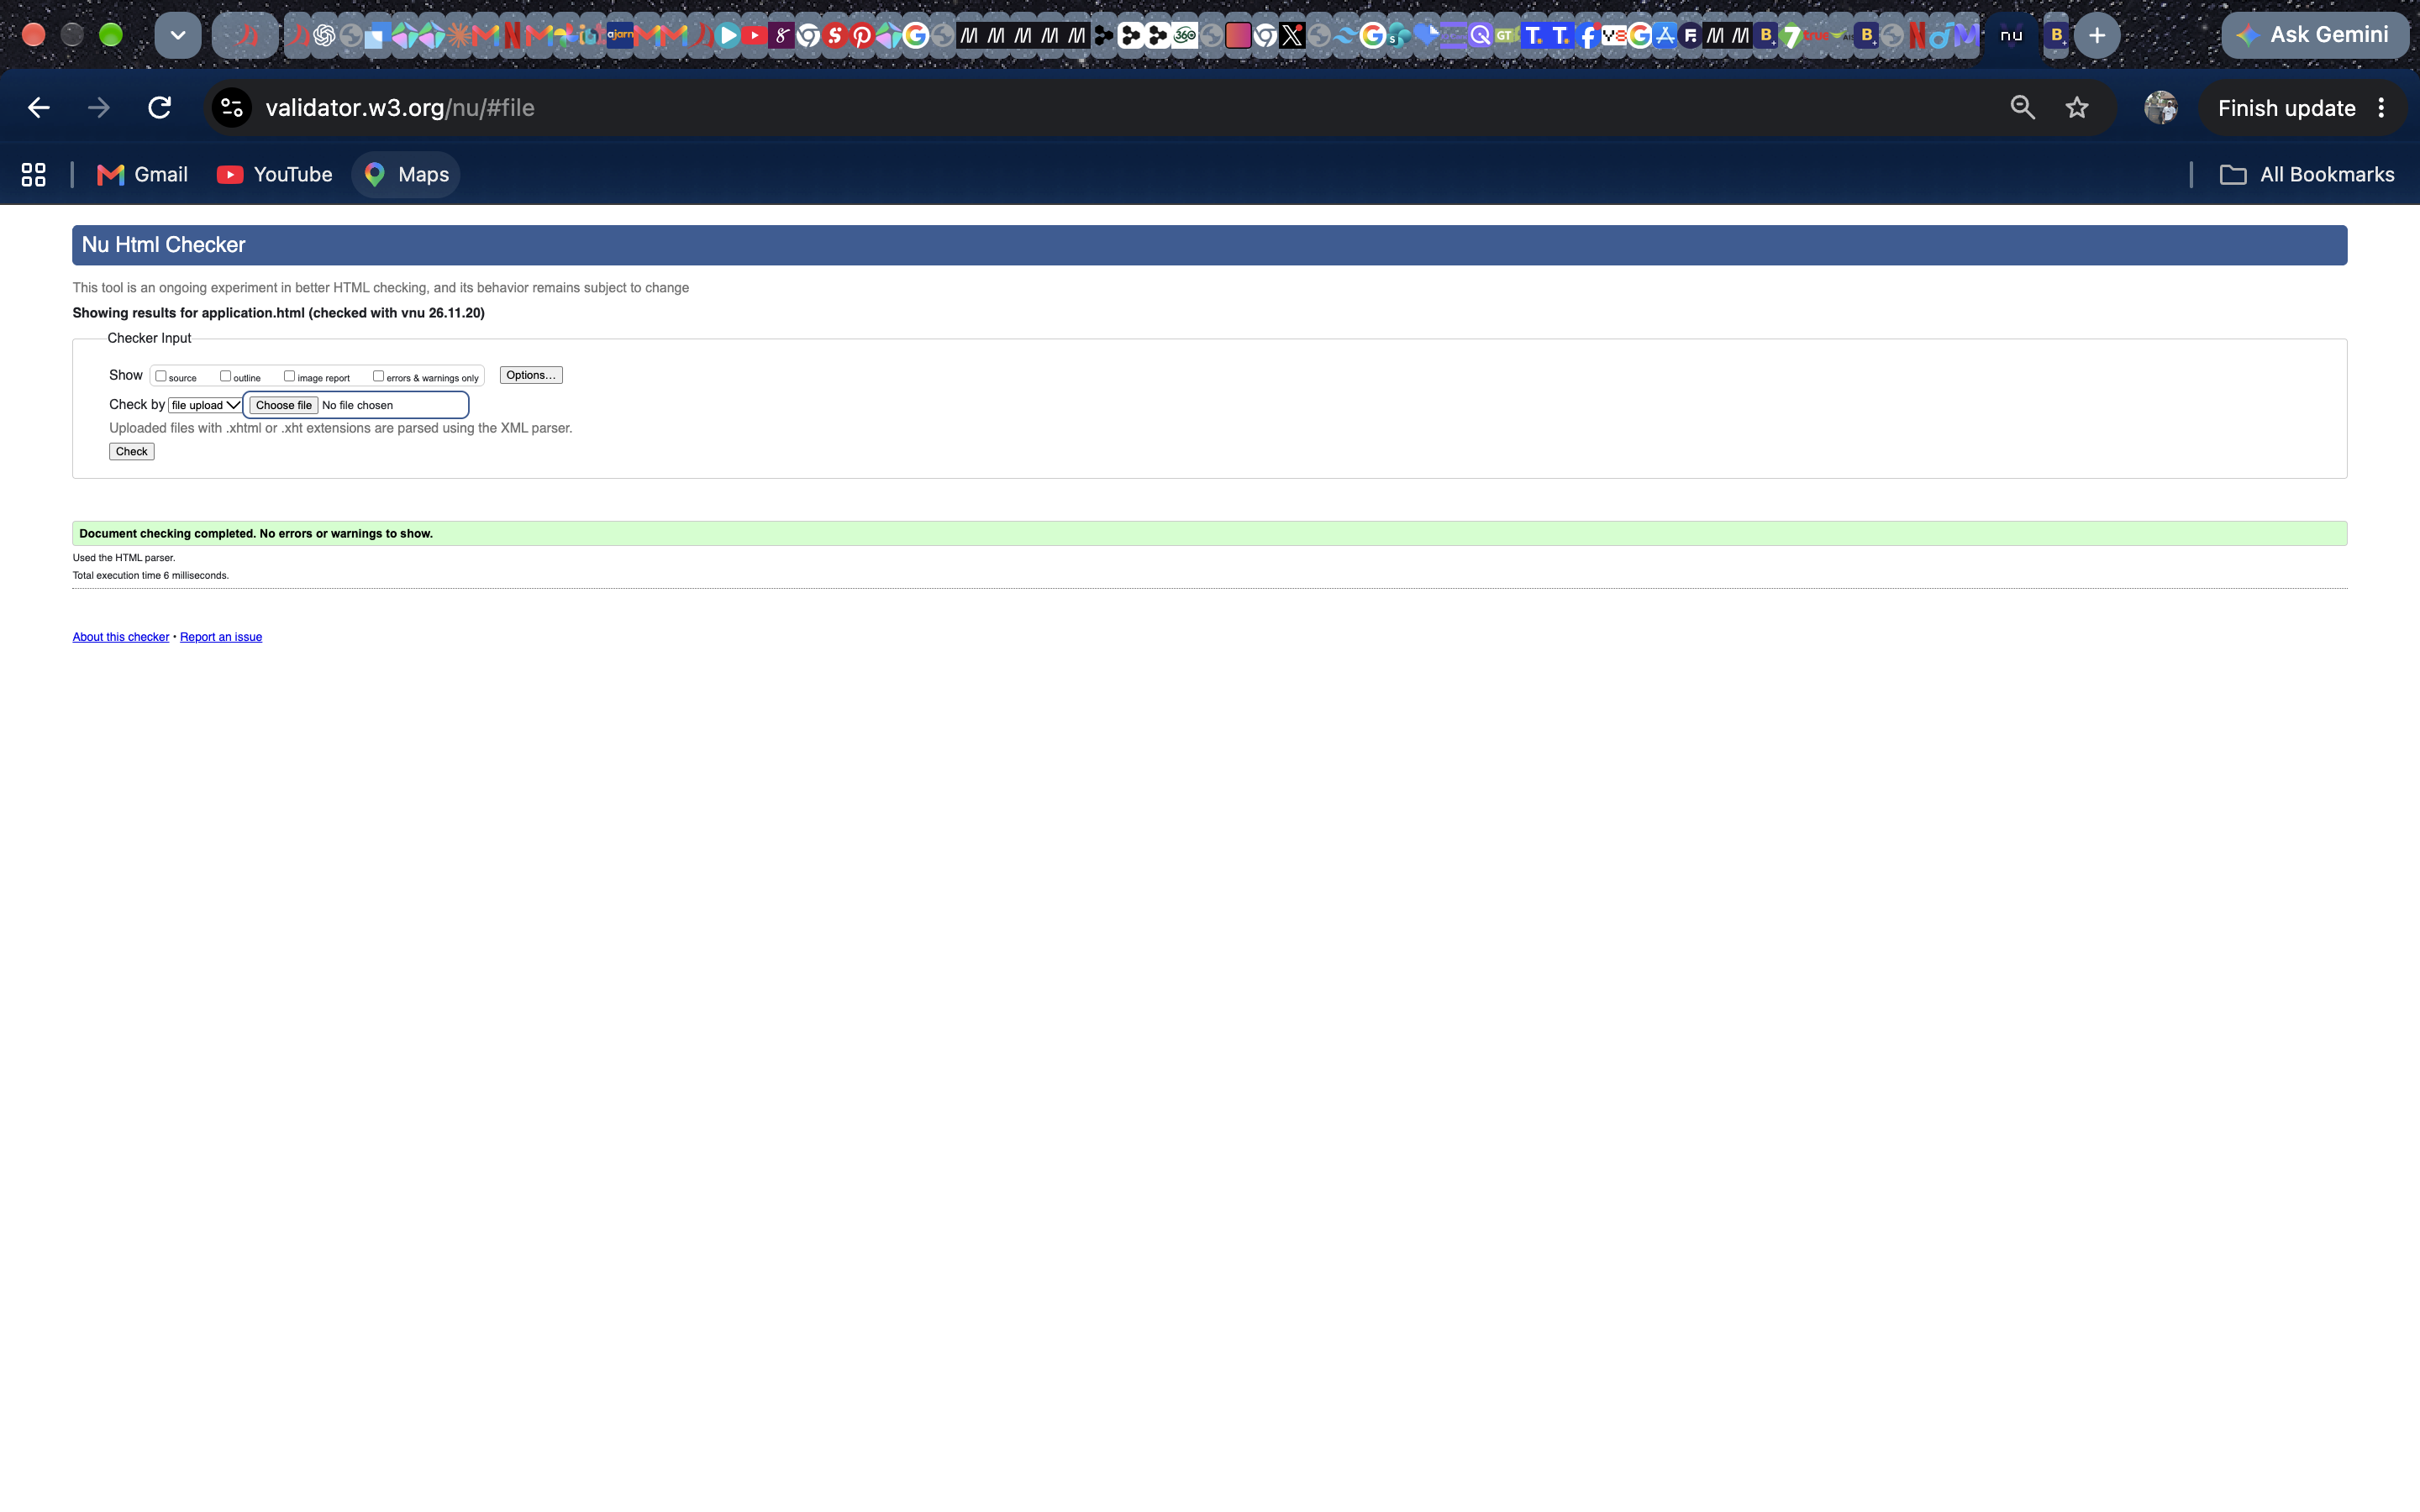 Ask Gemini
validator.w3.org/nu/#file
Finish update
Gmail
YouTube
Maps
All Bookmarks
Nu Html Checker
This tool is an ongoing experiment in better HTML checking, and its behavior remains subject to change
Showing results for application.html (checked with vnu 26.11.20)
Checker Input
Show source outline image report errors & warnings only Options...
Check by file upload Choose file No file chosen
Uploaded files with .xhtml or .xht extensions are parsed using the XML parser.
Check
Document checking completed. No errors or warnings to show.
Used the HTML parser.
Total execution time 6 milliseconds.
About this checker • Report an issue